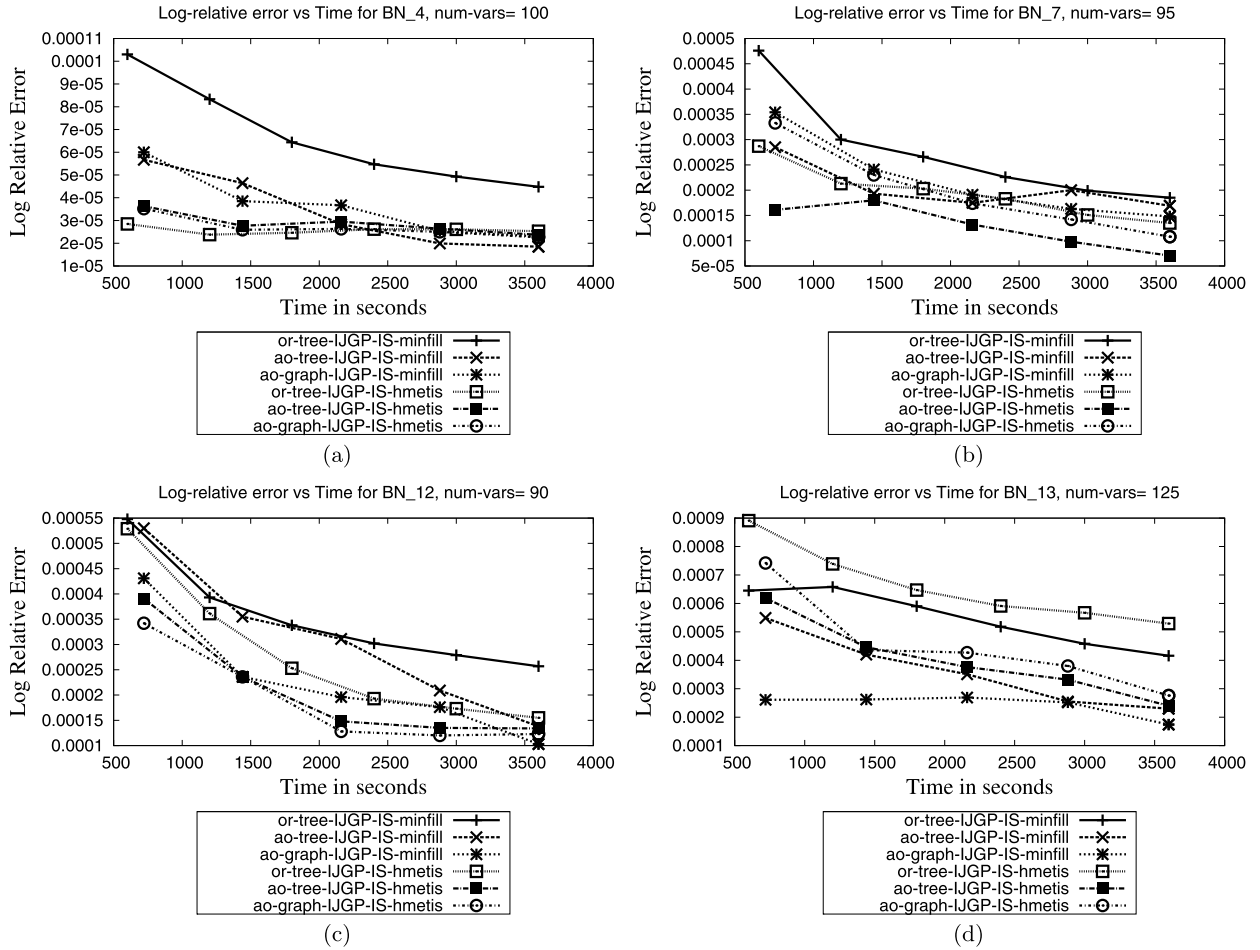 Log-relative error vs Time for BN_4, num-vars= 100
Log Relative Error
0.00011
0.0001
9e-05
8e-05
7e-05
6e-05
5e-05
4e-05
3e-05
2e-05
1e-05
500 1000 1500 2000 2500 3000 3500 4000
Time in seconds
or-tree-IJGP-IS-minfill
ao-tree-IJGP-IS-minfill
ao-graph-IJGP-IS-minfill
or-tree-IJGP-IS-hmetis
ao-tree-IJGP-IS-hmetis
ao-graph-IJGP-IS-hmetis
(a)
Log-relative error vs Time for BN_7, num-vars= 95
Log Relative Error
0.0005
0.00045
0.0004
0.00035
0.0003
0.00025
0.0002
0.00015
0.0001
5e-05
500 1000 1500 2000 2500 3000 3500 4000
Time in seconds
or-tree-IJGP-IS-minfill
ao-tree-IJGP-IS-minfill
ao-graph-IJGP-IS-minfill
or-tree-IJGP-IS-hmetis
ao-tree-IJGP-IS-hmetis
ao-graph-IJGP-IS-hmetis
(b)
Log-relative error vs Time for BN_12, num-vars= 90
Log Relative Error
0.00055
0.0005
0.00045
0.0004
0.00035
0.0003
0.00025
0.0002
0.00015
0.0001
500 1000 1500 2000 2500 3000 3500 4000
Time in seconds
or-tree-IJGP-IS-minfill
ao-tree-IJGP-IS-minfill
ao-graph-IJGP-IS-minfill
or-tree-IJGP-IS-hmetis
ao-tree-IJGP-IS-hmetis
ao-graph-IJGP-IS-hmetis
(c)
Log-relative error vs Time for BN_13, num-vars= 125
Log Relative Error
0.0009
0.0008
0.0007
0.0006
0.0005
0.0004
0.0003
0.0002
0.0001
500 1000 1500 2000 2500 3000 3500 4000
Time in seconds
or-tree-IJGP-IS-minfill
ao-tree-IJGP-IS-minfill
ao-graph-IJGP-IS-minfill
or-tree-IJGP-IS-hmetis
ao-tree-IJGP-IS-hmetis
ao-graph-IJGP-IS-hmetis
(d)